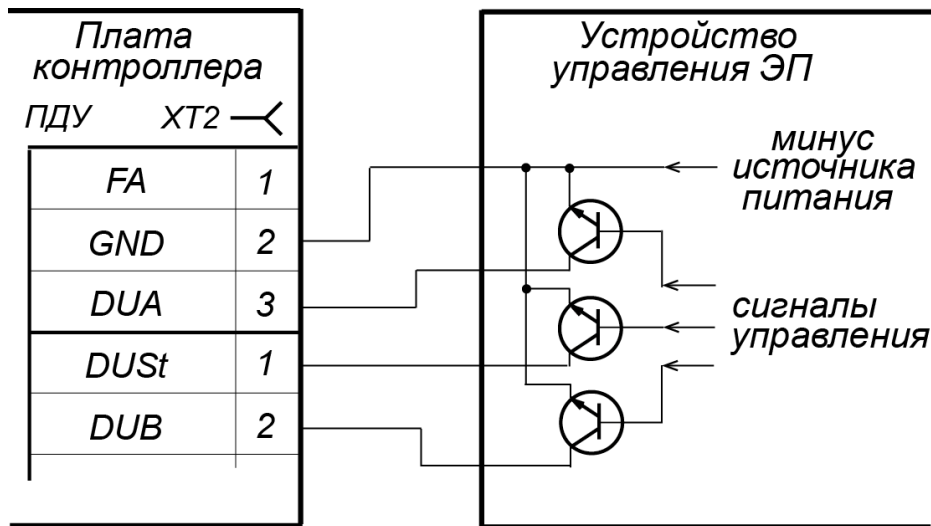 Плата
контроллера
ПДУ XT2
FA 1
GND 2
DUA 3
DUSt 1
DUB 2
Устройство
управления ЭП
минус
источника
питания
сигналы
управления